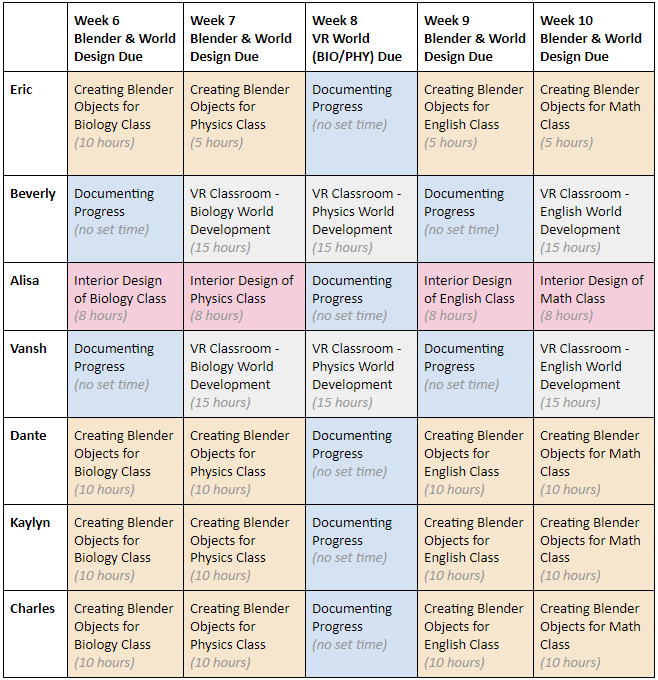 Week 6
Blender & World
Design Due
Week 7
Blender & World
Design Due
Week 8
VR World
(BIO/PHY) Due
Week 9
Blender & World
Design Due
Week 10
Blender & World
Design Due
Eric
Creating Blender
Objects for
Biology Class
(10 hours)
Creating Blender
Objects for
Physics Class
(5 hours)
Documenting
Progress
(no set time)
Creating Blender
Objects for
English Class
(5 hours)
Creating Blender
Objects for Math
Class
(5 hours)
Beverly
Documenting
Progress
(no set time)
VR Classroom -
Biology World
Development
(15 hours)
VR Classroom -
Physics World
Development
(15 hours)
Documenting
Progress
(no set time)
VR Classroom -
English World
Development
(15 hours)
Alisa
Interior Design
of Biology Class
(8 hours)
Interior Design of
Physics Class
(8 hours)
Documenting
Progress
(no set time)
Interior Design
of English Class
(8 hours)
Interior Design of
Math Class
(8 hours)
Vansh
Documenting
Progress
(no set time)
VR Classroom -
Biology World
Development
(15 hours)
VR Classroom -
Physics World
Development
(15 hours)
Documenting
Progress
(no set time)
VR Classroom -
English World
Development
(15 hours)
Dante
Creating Blender
Objects for
Biology Class
(10 hours)
Creating Blender
Objects for
Physics Class
(10 hours)
Documenting
Progress
(no set time)
Creating Blender
Objects for
English Class
(10 hours)
Creating Blender
Objects for Math
Class
(10 hours)
Kaylyn
Creating Blender
Objects for
Biology Class
(10 hours)
Creating Blender
Objects for
Physics Class
(10 hours)
Documenting
Progress
(no set time)
Creating Blender
Objects for
English Class
(10 hours)
Creating Blender
Objects for Math
Class
(10 hours)
Charles
Creating Blender
Objects for
Biology Class
(10 hours)
Creating Blender
Objects for
Physics Class
(10 hours)
Documenting
Progress
(no set time)
Creating Blender
Objects for
English Class
(10 hours)
Creating Blender
Objects for Math
Class
(10 hours)